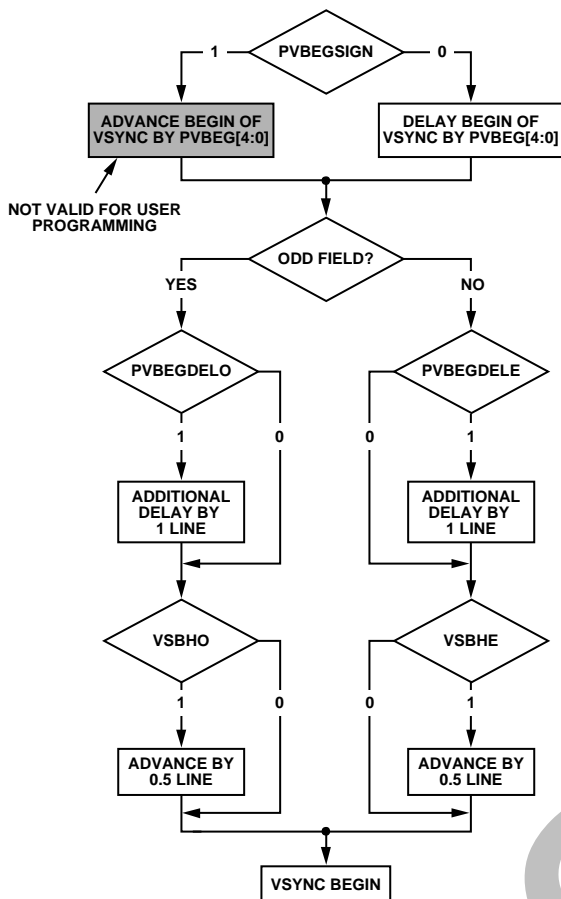 PVBEGSIGN
1
0
ADVANCE BEGIN OF
VSYNC BY PVBEG[4:0]
DELAY BEGIN OF
VSYNC BY PVBEG[4:0]
NOT VALID FOR USER
PROGRAMMING
ODD FIELD?
YES
NO
PVBEGDELO
PVBEGDELE
1
0
0
1
ADDITIONAL
DELAY BY
1 LINE
ADDITIONAL
DELAY BY
1 LINE
VSBHO
VSBHE
1
0
0
1
ADVANCE BY
0.5 LINE
ADVANCE BY
0.5 LINE
VSYNC BEGIN